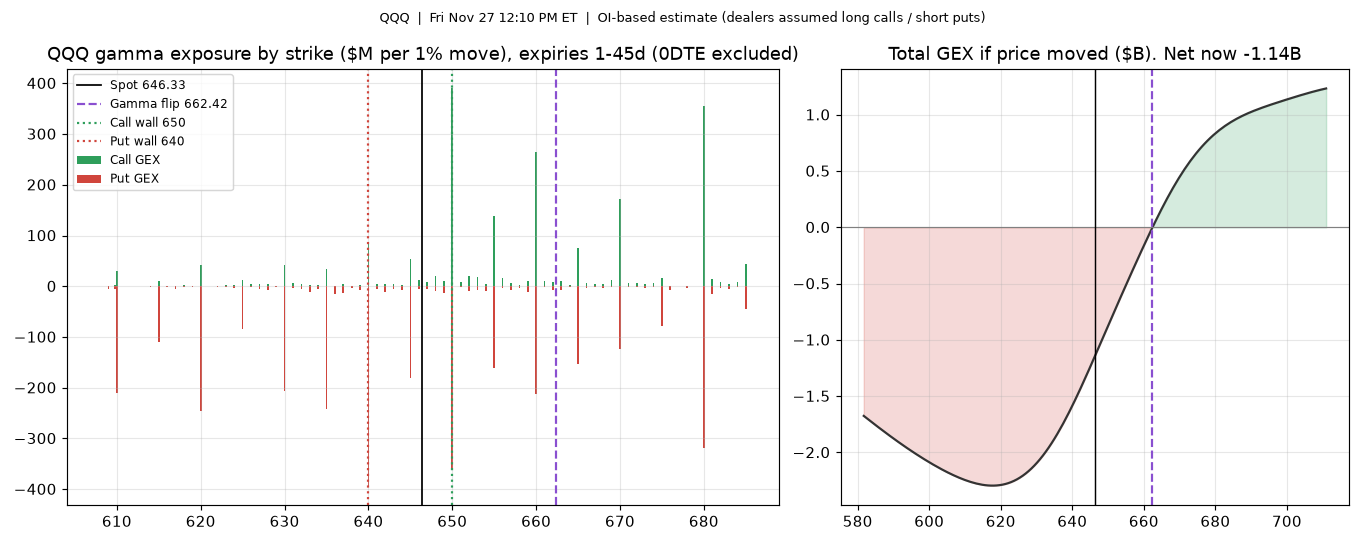 QQQ | Fri Nov 27 12:10 PM ET | OI-based estimate (dealers assumed long calls / short puts)
QQQ gamma exposure by strike ($M per 1% move), expiries 1-45d (0DTE excluded)
400
300
200
100
0
−100
−200
−300
−400
610 620 630 640 650 660 670 680
Spot 646.33
Gamma flip 662.42
Call wall 650
Put wall 640
Call GEX
Put GEX
Total GEX if price moved ($B). Net now -1.14B
1.0
0.5
0.0
−0.5
−1.0
−1.5
−2.0
580 600 620 640 660 680 700